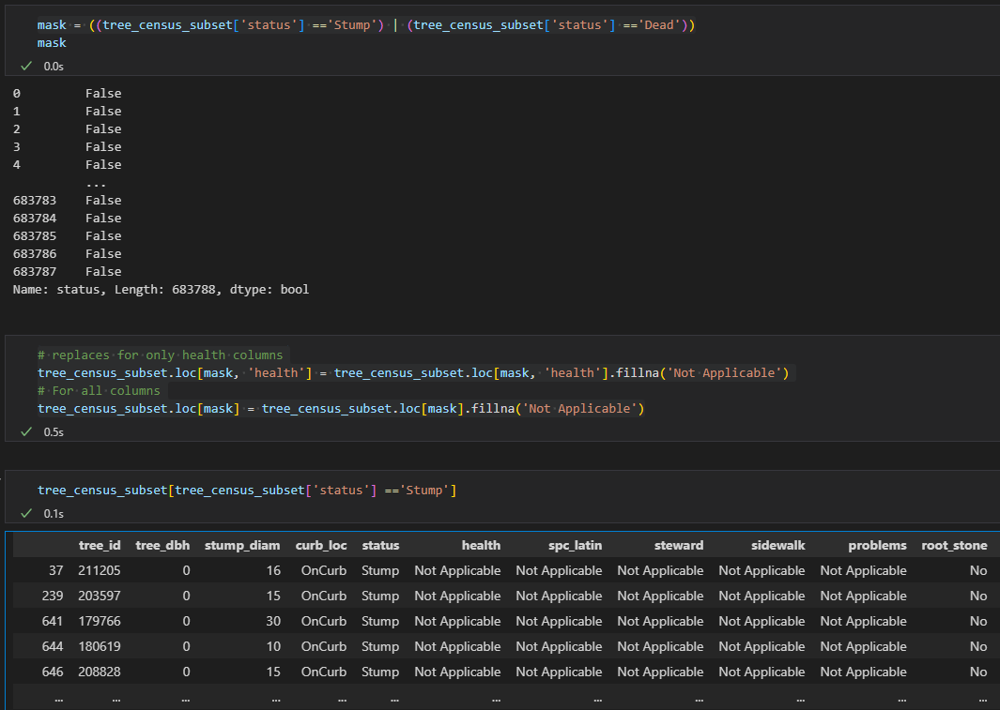 mask = ((tree_census_subset['status'] =='Stump') | (tree_census_subset['status'] =='Dead'))
mask
✓ 0.0s
0 False
1 False
2 False
3 False
4 False
...
683783 False
683784 False
683785 False
683786 False
683787 False
Name: status, Length: 683788, dtype: bool
# replaces for only health columns
tree_census_subset.loc[mask, 'health'] = tree_census_subset.loc[mask, 'health'].fillna('Not Applicable')
# For all columns
tree_census_subset.loc[mask] = tree_census_subset.loc[mask].fillna('Not Applicable')
✓ 0.5s
tree_census_subset[tree_census_subset['status'] =='Stump']
✓ 0.1s
tree_id tree_dbh stump_diam curb_loc status health spc_latin steward sidewalk problems root_stone
37 211205 0 16 OnCurb Stump Not Applicable Not Applicable Not Applicable Not Applicable Not Applicable No
239 203597 0 15 OnCurb Stump Not Applicable Not Applicable Not Applicable Not Applicable Not Applicable No
641 179766 0 30 OnCurb Stump Not Applicable Not Applicable Not Applicable Not Applicable Not Applicable No
644 180619 0 10 OnCurb Stump Not Applicable Not Applicable Not Applicable Not Applicable Not Applicable No
646 208828 0 15 OnCurb Stump Not Applicable Not Applicable Not Applicable Not Applicable Not Applicable No
... ... ... ... ... ... ... ... ... ... ... ...